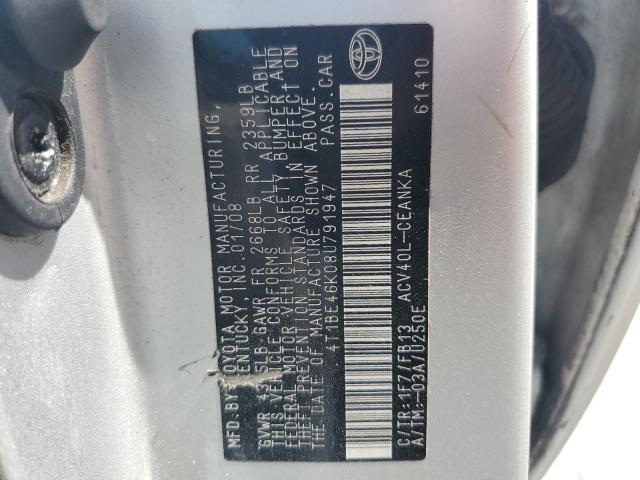 MFD. BY TOYOTA MOTOR MANUFACTURING,
KENTUCKY, INC. 01/08
GVWR GAWR FR 2668LB RR 2359LB
THIS VEHICLE CONFORMS TO ALL APPLICABLE
FEDERAL MOTOR VEHICLE SAFETY, BUMPER, AND
THEFT PREVENTION STANDARDS IN EFFECT ON
THE DATE OF MANUFACTURE SHOWN ABOVE.
4T1BE46K08U791947 PASS. CAR
C/TR: 1F7/FB13 ACV40L-CEANKA
A/TM:-03A/U250E 61410
TOYOTA